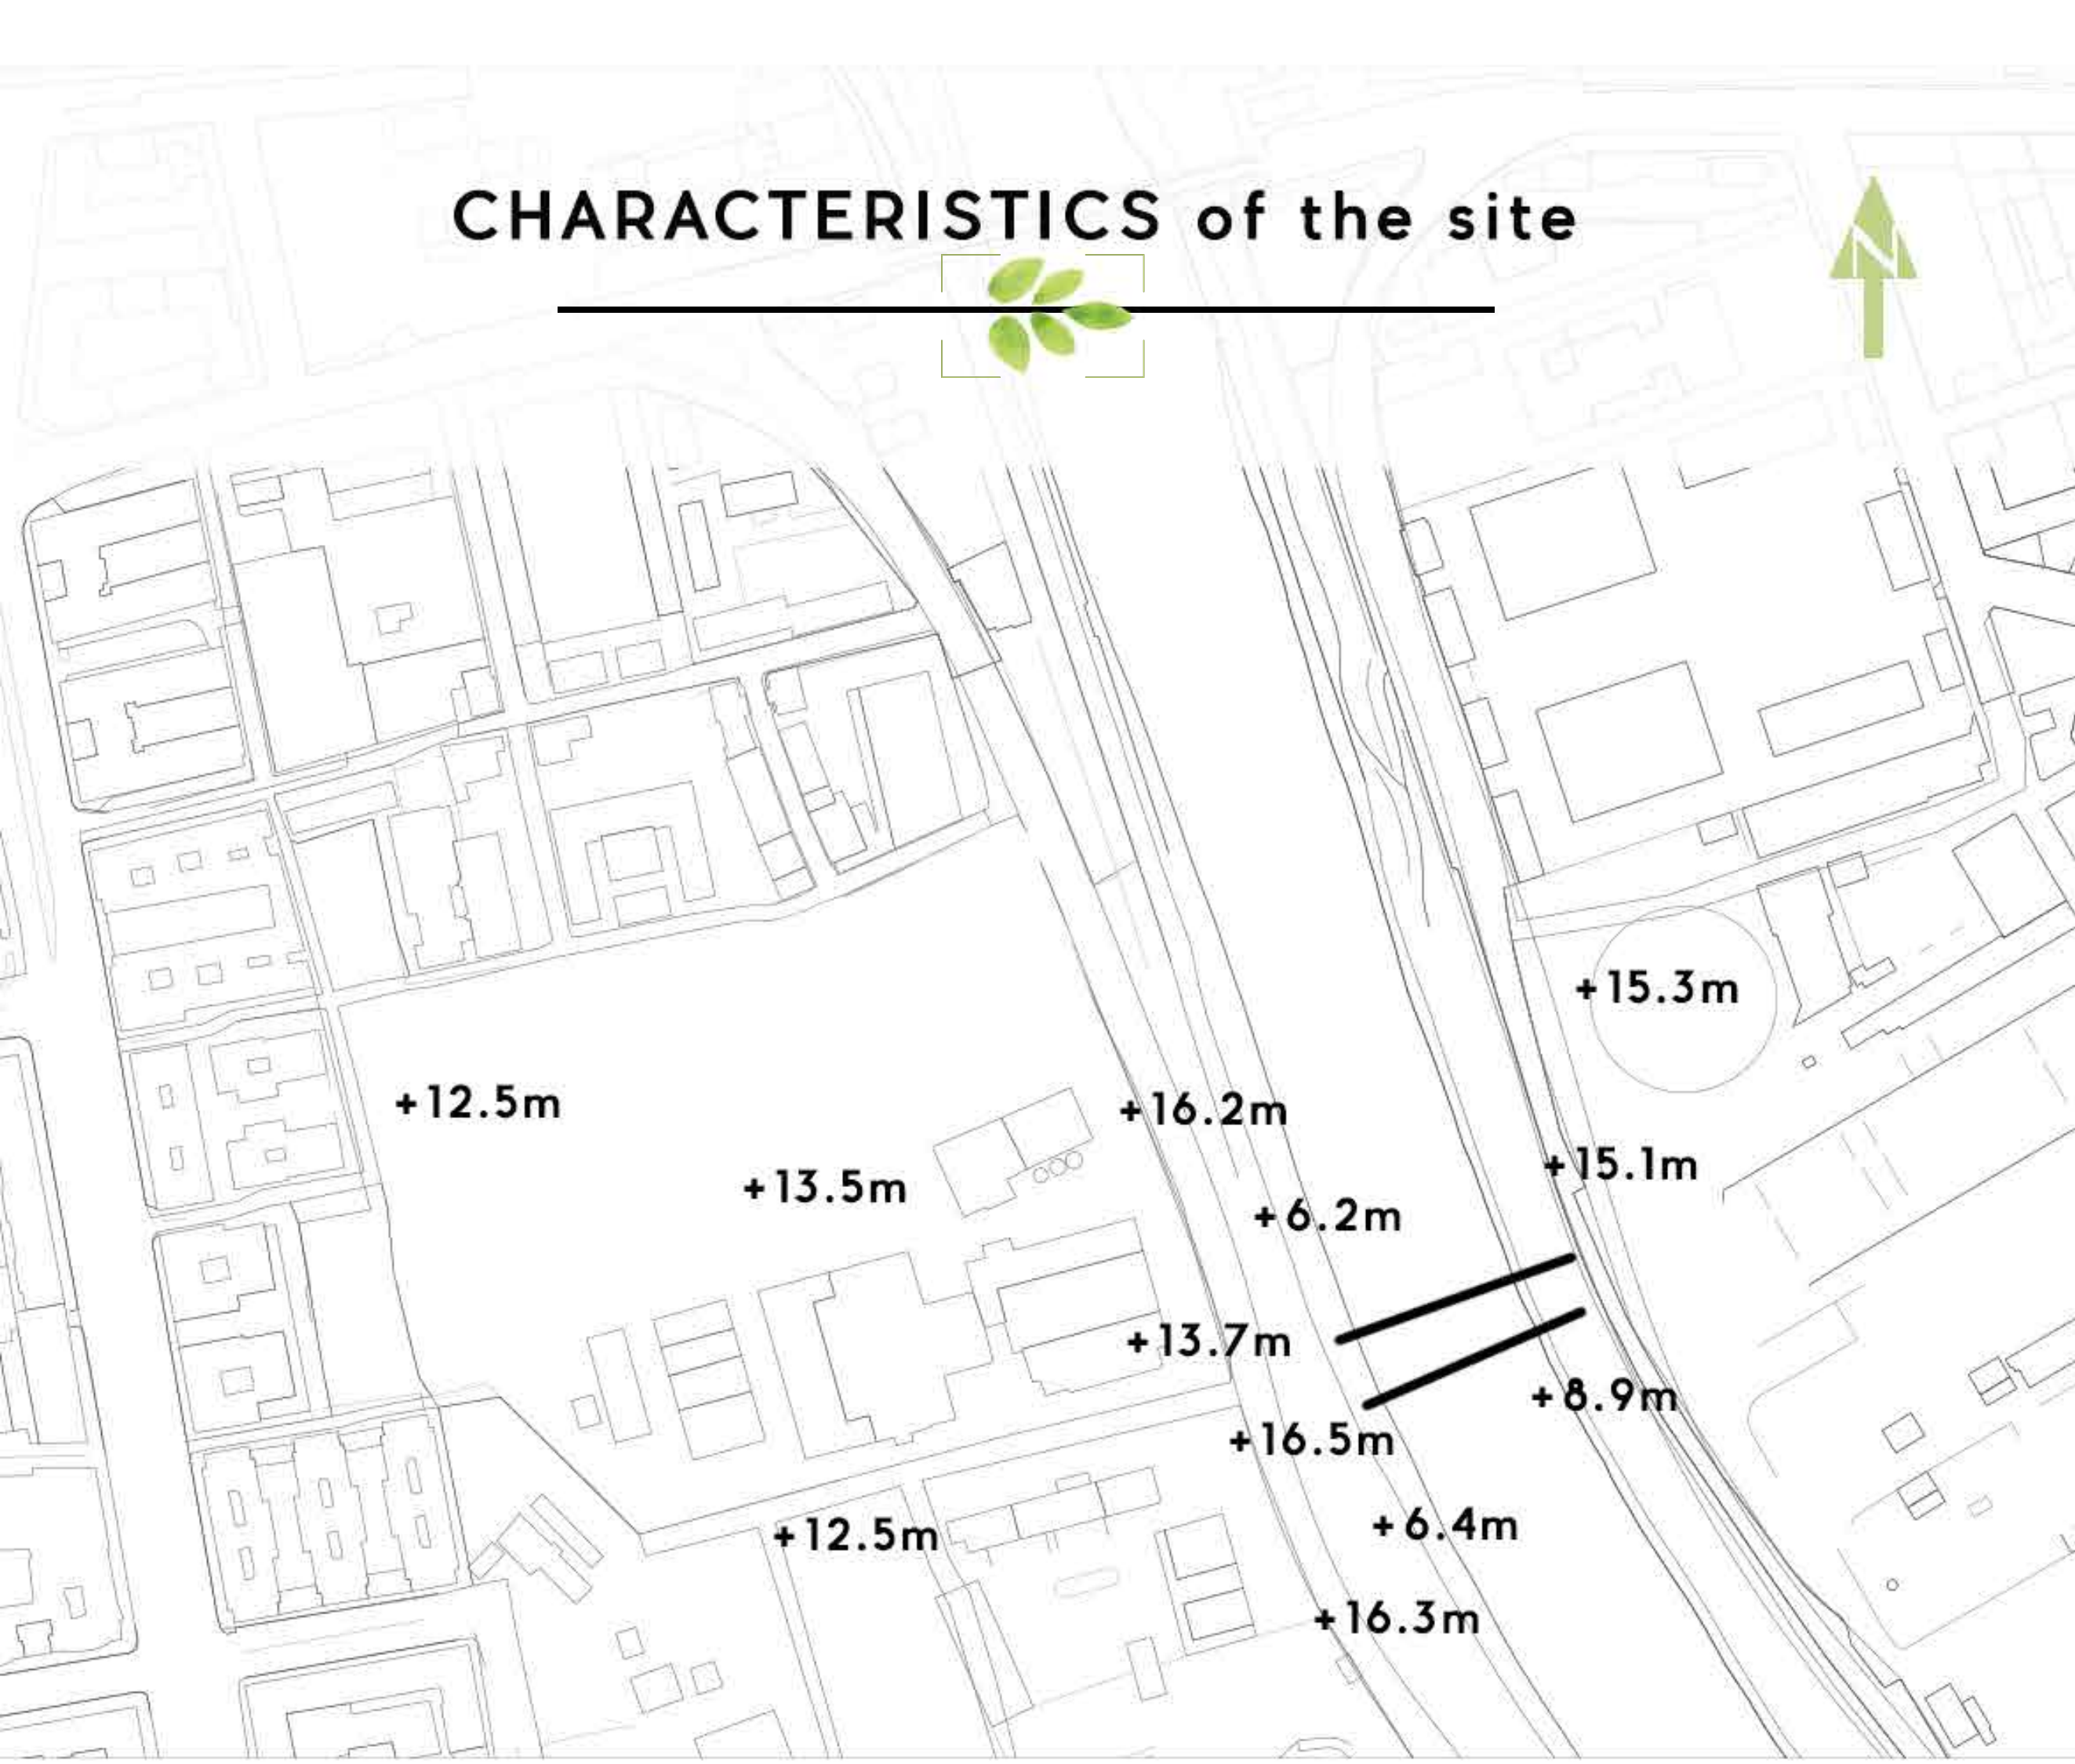 CHARACTERISTICS of the site
N
+15.3m
+12.5m
+16.2m
+15.1m
+13.5m
+6.2m
+13.7m
+8.9m
+16.5m
+6.4m
+12.5m
+16.3m